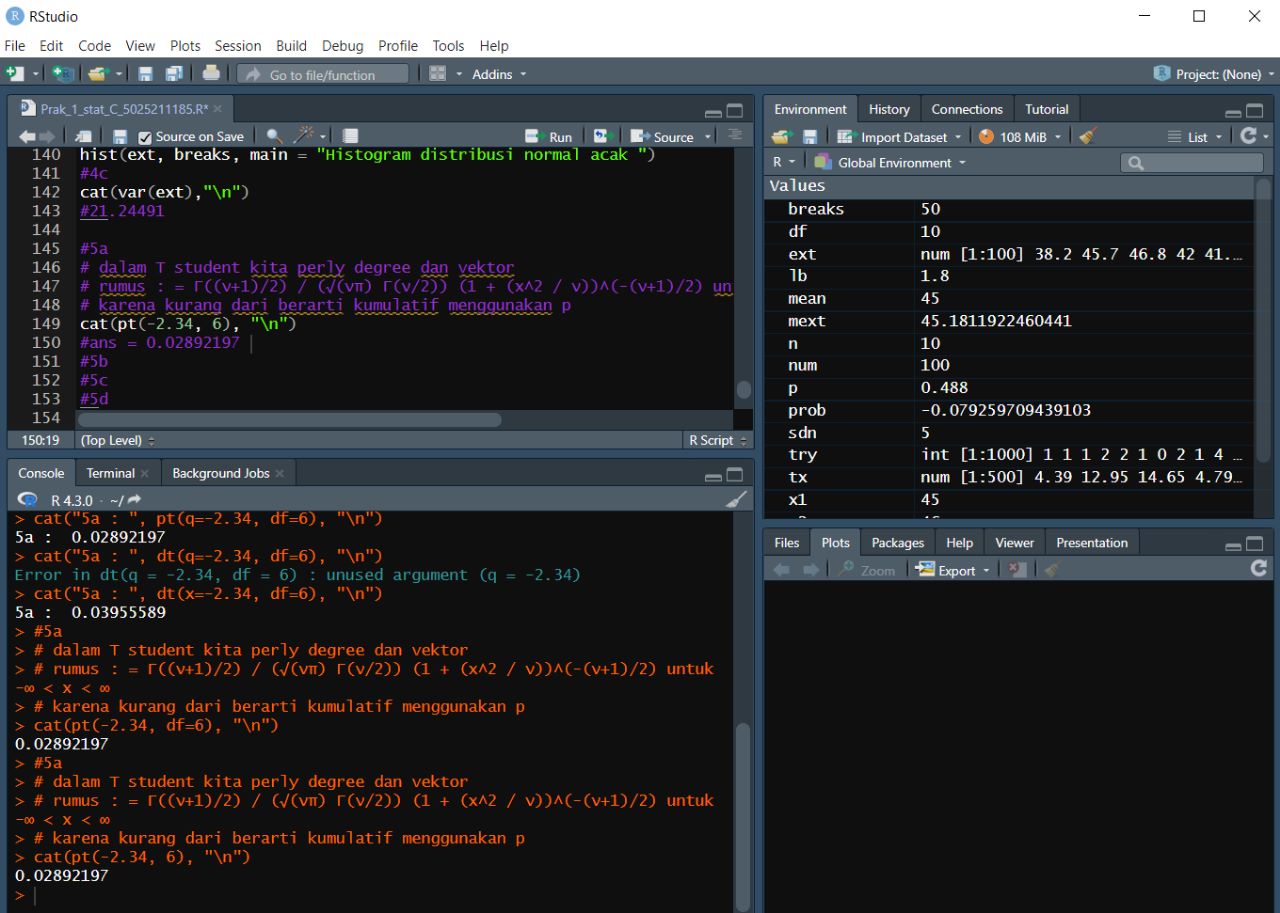 RStudio
File Edit Code View Plots Session Build Debug Profile Tools Help
Go to file/function Addins Project: (None)
Prak_1_stat_C_5025211185.R*
Source on Save Run Source
140 hist(ext, breaks, main = "Histogram distribusi normal acak ")
141 #4c
142 cat(var(ext),"\n")
143 #21.24491
144
145 #5a
146 # dalam T student kita perly degree dan vektor
147 # rumus : = Γ((ν+1)/2) / (√(νπ) Γ(ν/2)) (1 + (x^2 / ν))^(-(ν+1)/2) un
148 # karena kurang dari berarti kumulatif menggunakan p
149 cat(pt(-2.34, 6), "\n")
150 #ans = 0.02892197
151 #5b
152 #5c
153 #5d
154
150:19 (Top Level) R Script
Console Terminal Background Jobs
R 4.3.0 · ~/
> cat("5a : ", pt(q=-2.34, df=6), "\n")
5a :  0.02892197
> cat("5a : ", dt(q=-2.34, df=6), "\n")
Error in dt(q = -2.34, df = 6) : unused argument (q = -2.34)
> cat("5a : ", dt(x=-2.34, df=6), "\n")
5a :  0.03955589
> #5a
> # dalam T student kita perly degree dan vektor
> # rumus : = Γ((ν+1)/2) / (√(νπ) Γ(ν/2)) (1 + (x^2 / ν))^(-(ν+1)/2) untuk
-∞ < x < ∞
> # karena kurang dari berarti kumulatif menggunakan p
> cat(pt(-2.34, df=6), "\n")
0.02892197
> #5a
> # dalam T student kita perly degree dan vektor
> # rumus : = Γ((ν+1)/2) / (√(νπ) Γ(ν/2)) (1 + (x^2 / ν))^(-(ν+1)/2) untuk
-∞ < x < ∞
> # karena kurang dari berarti kumulatif menggunakan p
> cat(pt(-2.34, 6), "\n")
0.02892197
>
Environment History Connections Tutorial
Import Dataset 108 MiB List
R Global Environment
Values
breaks 50
df 10
ext num [1:100] 38.2 45.7 46.8 42 41.…
lb 1.8
mean 45
mext 45.1811922460441
n 10
num 100
p 0.488
prob -0.079259709439103
sdn 5
try int [1:1000] 1 1 1 2 2 1 0 2 1 4 …
tx num [1:500] 4.39 12.95 14.65 4.79…
x1 45
Files Plots Packages Help Viewer Presentation
Zoom Export